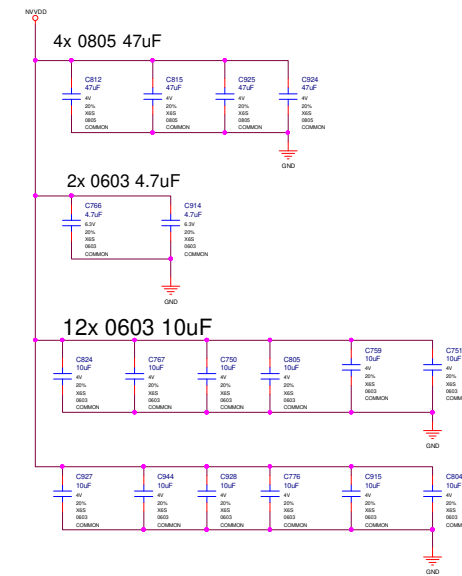 NVVDD
4x 0805 47uF
C812 C815 C925 C924
47uF 47uF 47uF 47uF
4V 4V 4V 4V
20% 20% 20% 20%
X6S X6S X6S X6S
0805 0805 0805 0805
COMMON COMMON COMMON COMMON
GND
2x 0603 4.7uF
C766 C914
4.7uF 4.7uF
6.3V 6.3V
20% 20%
X6S X6S
0603 0603
COMMON COMMON
GND
12x 0603 10uF
C824 C767 C750 C805 C759 C751
10uF 10uF 10uF 10uF 10uF 10uF
4V 4V 4V 4V 4V 4V
20% 20% 20% 20% 20% 20%
X6S X6S X6S X6S X6S X6S
0603 0603 0603 0603 0603 0603
COMMON COMMON COMMON COMMON COMMON COMM
GND
C927 C944 C928 C776 C915 C804
10uF 10uF 10uF 10uF 10uF 10uF
4V 4V 4V 4V 4V 4V
20% 20% 20% 20% 20% 20%
X6S X6S X6S X6S X6S X6S
0603 0603 0603 0603 0603 0603
COMMON COMMON COMMON COMMON COMMON COMM
GND